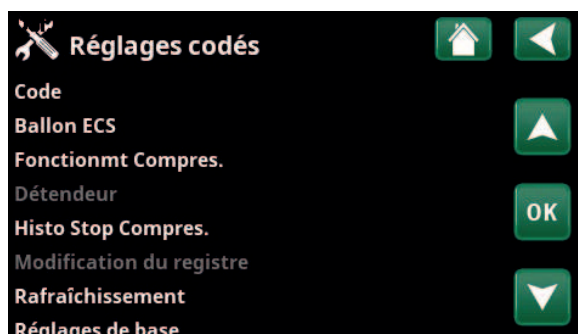 Réglages codés
Code
Ballon ECS
Fonctionmt Compres.
Détendeur
OK
Histo Stop Compres.
Modification du registre
Rafraîchissement
Réglages de base